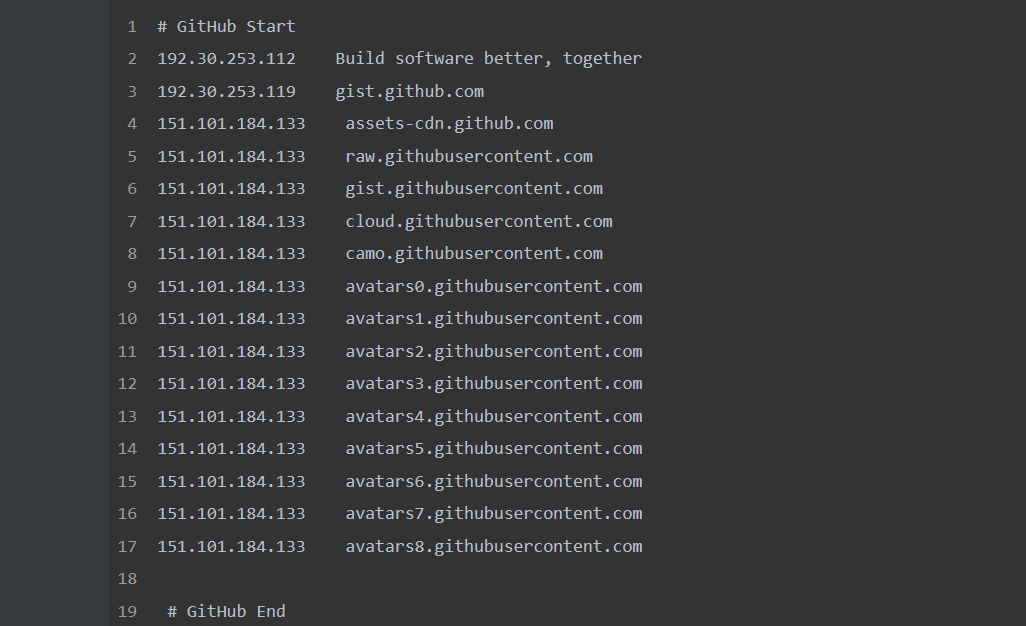 1 # GitHub Start
2 192.30.253.112    Build software better, together
3 192.30.253.119    gist.github.com
4 151.101.184.133    assets-cdn.github.com
5 151.101.184.133    raw.githubusercontent.com
6 151.101.184.133    gist.githubusercontent.com
7 151.101.184.133    cloud.githubusercontent.com
8 151.101.184.133    camo.githubusercontent.com
9 151.101.184.133    avatars0.githubusercontent.com
10 151.101.184.133    avatars1.githubusercontent.com
11 151.101.184.133    avatars2.githubusercontent.com
12 151.101.184.133    avatars3.githubusercontent.com
13 151.101.184.133    avatars4.githubusercontent.com
14 151.101.184.133    avatars5.githubusercontent.com
15 151.101.184.133    avatars6.githubusercontent.com
16 151.101.184.133    avatars7.githubusercontent.com
17 151.101.184.133    avatars8.githubusercontent.com
18
19 # GitHub End